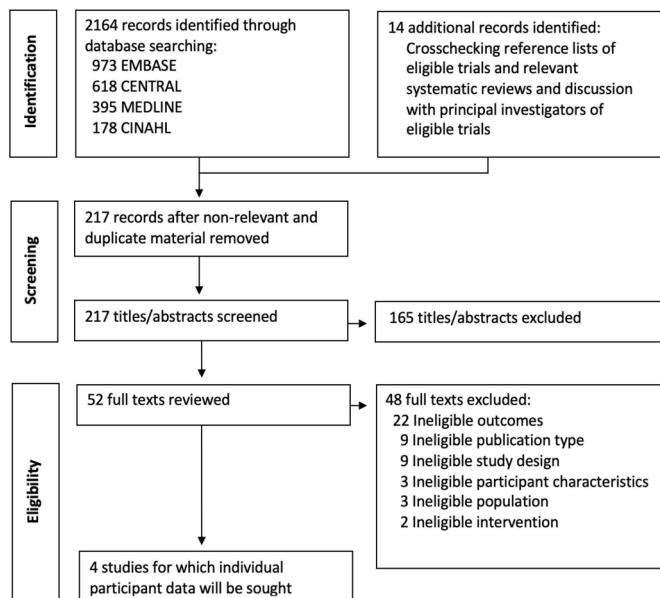 Identification
2164 records identified through
database searching:
973 EMBASE
618 CENTRAL
395 MEDLINE
178 CINAHL
14 additional records identified:
Crosschecking reference lists of
eligible trials and relevant
systematic reviews and discussion
with principal investigators of
eligible trials
Screening
217 records after non-relevant and
duplicate material removed
217 titles/abstracts screened
165 titles/abstracts excluded
Eligibility
52 full texts reviewed
48 full texts excluded:
22 Ineligible outcomes
9 Ineligible publication type
9 Ineligible study design
3 Ineligible participant characteristics
3 Ineligible population
2 Ineligible intervention
4 studies for which individual
participant data will be sought